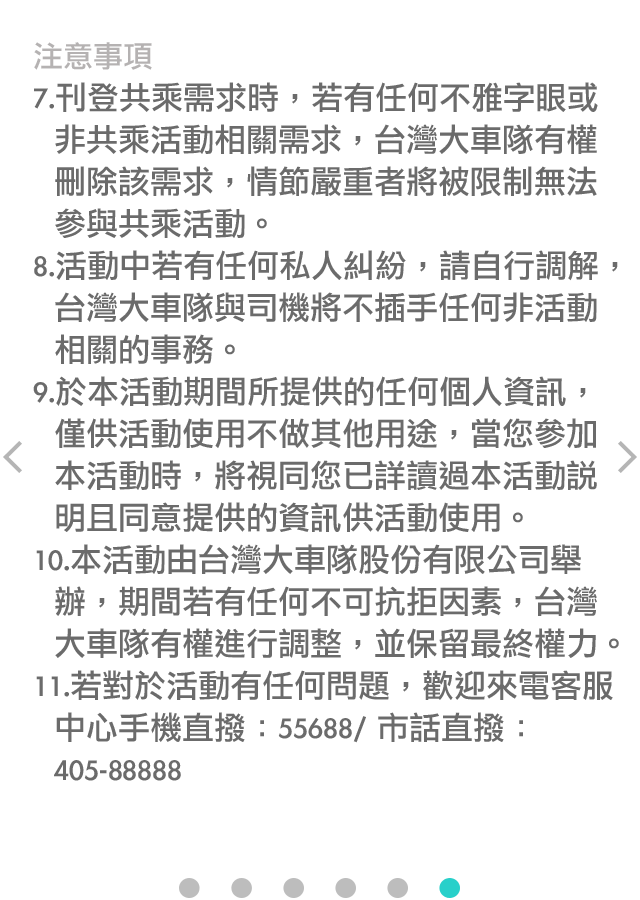 注意事項
7.刊登共乘需求時，若有任何不雅字眼或
非共乘活動相關需求，台灣大車隊有權
刪除該需求，情節嚴重者將被限制無法
參與共乘活動。
8.活動中若有任何私人糾紛，請自行調解，
台灣大車隊與司機將不插手任何非活動
相關的事務。
9.於本活動期間所提供的任何個人資訊，
僅供活動使用不做其他用途，當您參加
本活動時，將視同您已詳讀過本活動説
明且同意提供的資訊供活動使用。
10.本活動由台灣大車隊股份有限公司舉
辦，期間若有任何不可抗拒因素，台灣
大車隊有權進行調整，並保留最終權力。
11.若對於活動有任何問題，歡迎來電客服
中心手機直撥：55688/ 市話直撥：
405-88888